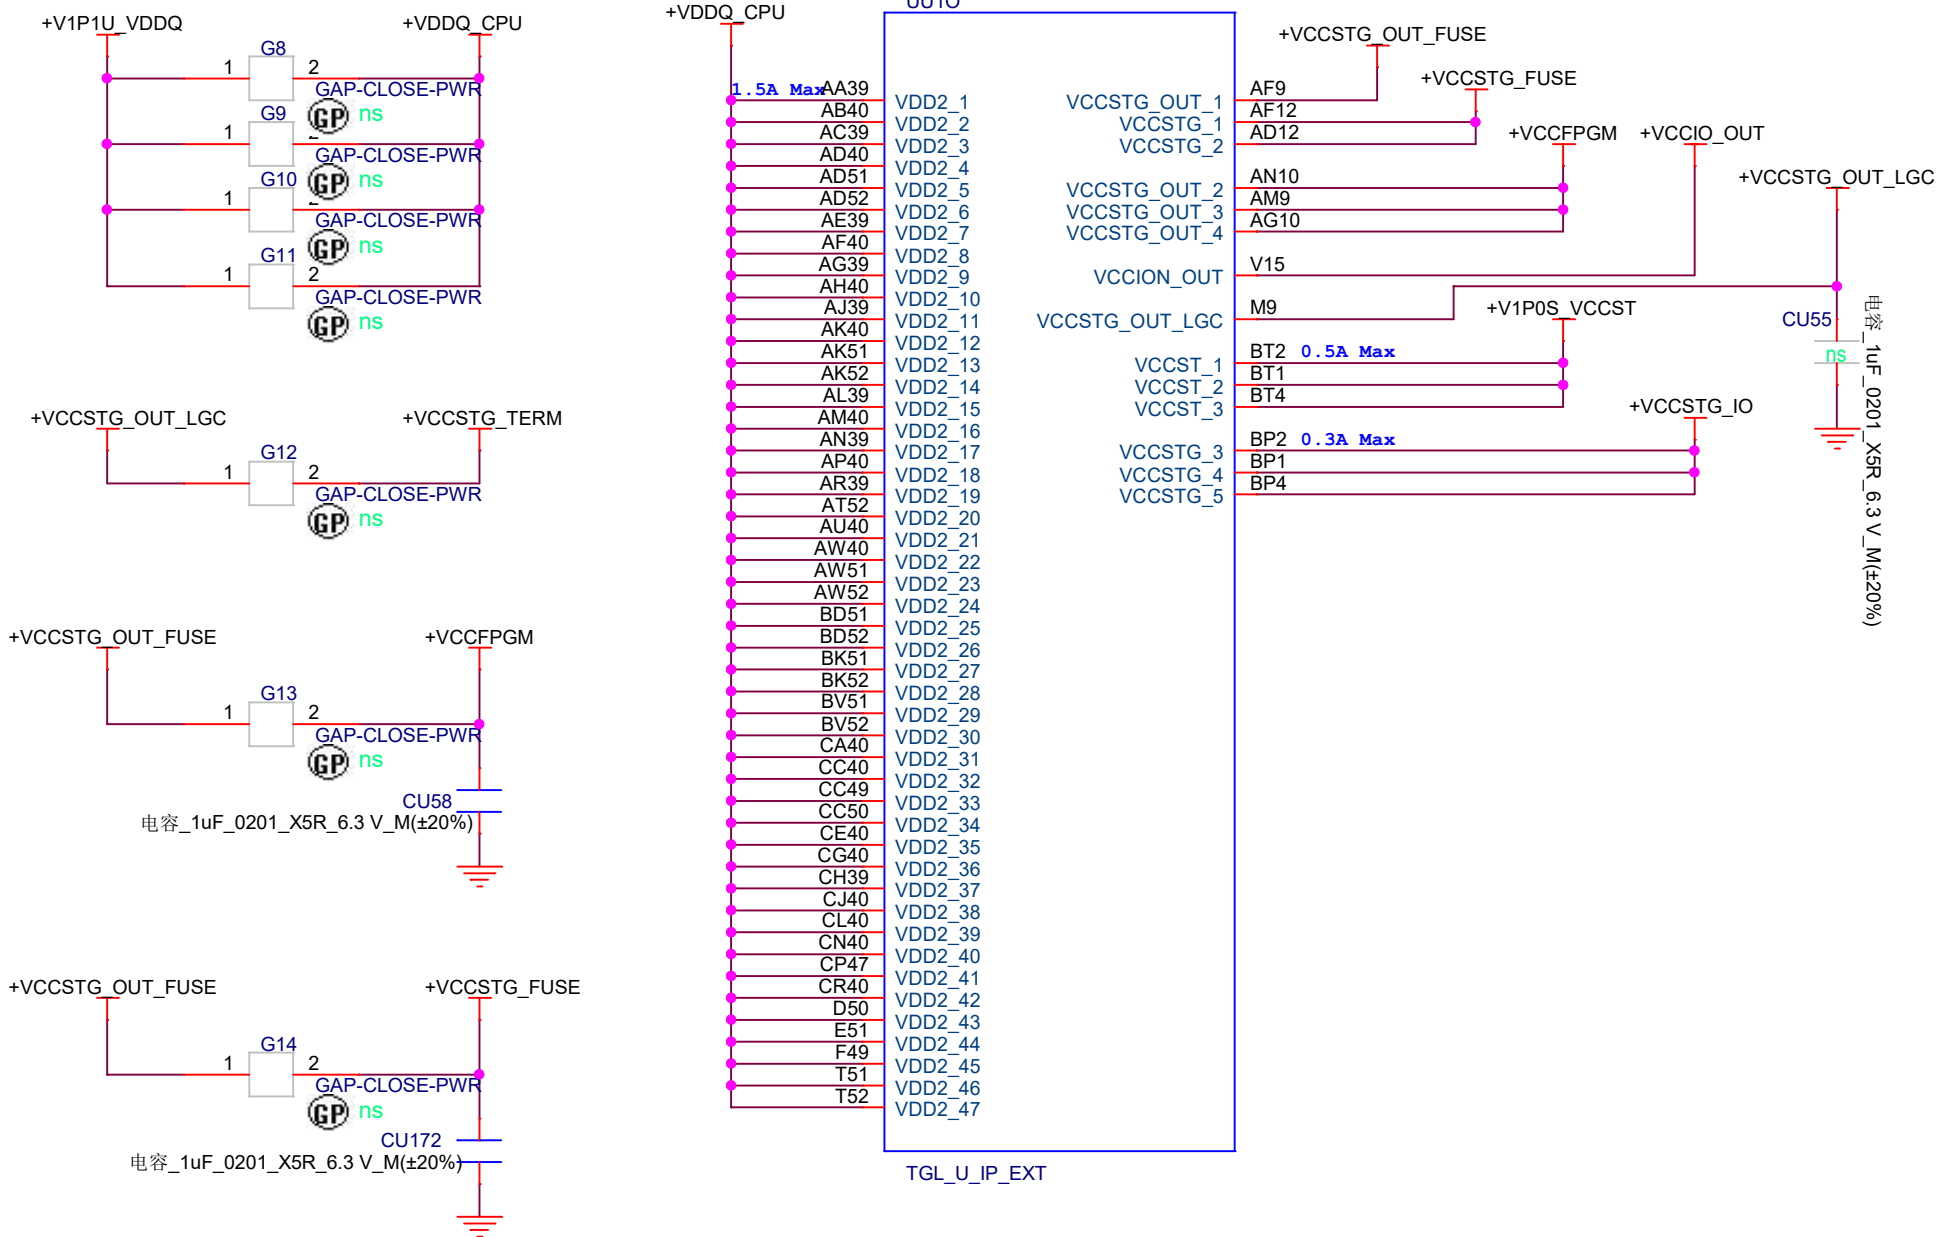 +V1P1U_VDDQ
+VDDQ_CPU
G8
1
2
GAP-CLOSE-PWR
GP ns
G9
1
GAP-CLOSE-PWR
GP ns
G10
1
GAP-CLOSE-PWR
GP ns
G11
1
2
GAP-CLOSE-PWR
GP ns
+VCCSTG_OUT_LGC
+VCCSTG_TERM
G12
1
2
GAP-CLOSE-PWR
GP ns
+VCCSTG_OUT_FUSE
+VCCFPGM
G13
1
2
GAP-CLOSE-PWR
GP ns
CU58
电容_1uF_0201_X5R_6.3 V_M(±20%)
+VCCSTG_OUT_FUSE
+VCCSTG_FUSE
G14
1
2
GAP-CLOSE-PWR
GP ns
CU172
电容_1uF_0201_X5R_6.3 V_M(±20%)
+VDDQ_CPU
UU1O
1.5A Max
AA39 VDD2_1
AB40 VDD2_2
AC39 VDD2_3
AD40 VDD2_4
AD51 VDD2_5
AD52 VDD2_6
AE39 VDD2_7
AF40 VDD2_8
AG39 VDD2_9
AH40 VDD2_10
AJ39 VDD2_11
AK40 VDD2_12
AK51 VDD2_13
AK52 VDD2_14
AL39 VDD2_15
AM40 VDD2_16
AN39 VDD2_17
AP40 VDD2_18
AR39 VDD2_19
AT52 VDD2_20
AU40 VDD2_21
AW40 VDD2_22
AW51 VDD2_23
AW52 VDD2_24
BD51 VDD2_25
BD52 VDD2_26
BK51 VDD2_27
BK52 VDD2_28
BV51 VDD2_29
BV52 VDD2_30
CA40 VDD2_31
CC40 VDD2_32
CC49 VDD2_33
CC50 VDD2_34
CE40 VDD2_35
CG40 VDD2_36
CH39 VDD2_37
CJ40 VDD2_38
CL40 VDD2_39
CN40 VDD2_40
CP47 VDD2_41
CR40 VDD2_42
D50 VDD2_43
E51 VDD2_44
F49 VDD2_45
T51 VDD2_46
T52 VDD2_47
TGL_U_IP_EXT
+VCCSTG_OUT_FUSE
+VCCSTG_FUSE
+VCCFPGM
+VCCIO_OUT
+VCCSTG_OUT_LGC
VCCSTG_OUT_1 AF9
VCCSTG_1 AF12
VCCSTG_2 AD12
VCCSTG_OUT_2 AN10
VCCSTG_OUT_3 AM9
VCCSTG_OUT_4 AG10
VCCION_OUT V15
VCCSTG_OUT_LGC M9
+V1P0S_VCCST
VCCST_1 BT2 0.5A Max
VCCST_2 BT1
VCCST_3 BT4
+VCCSTG_IO
VCCSTG_3 BP2 0.3A Max
VCCSTG_4 BP1
VCCSTG_5 BP4
CU55
ns
电容_1uF_0201_X5R_6.3 V_M(±20%)